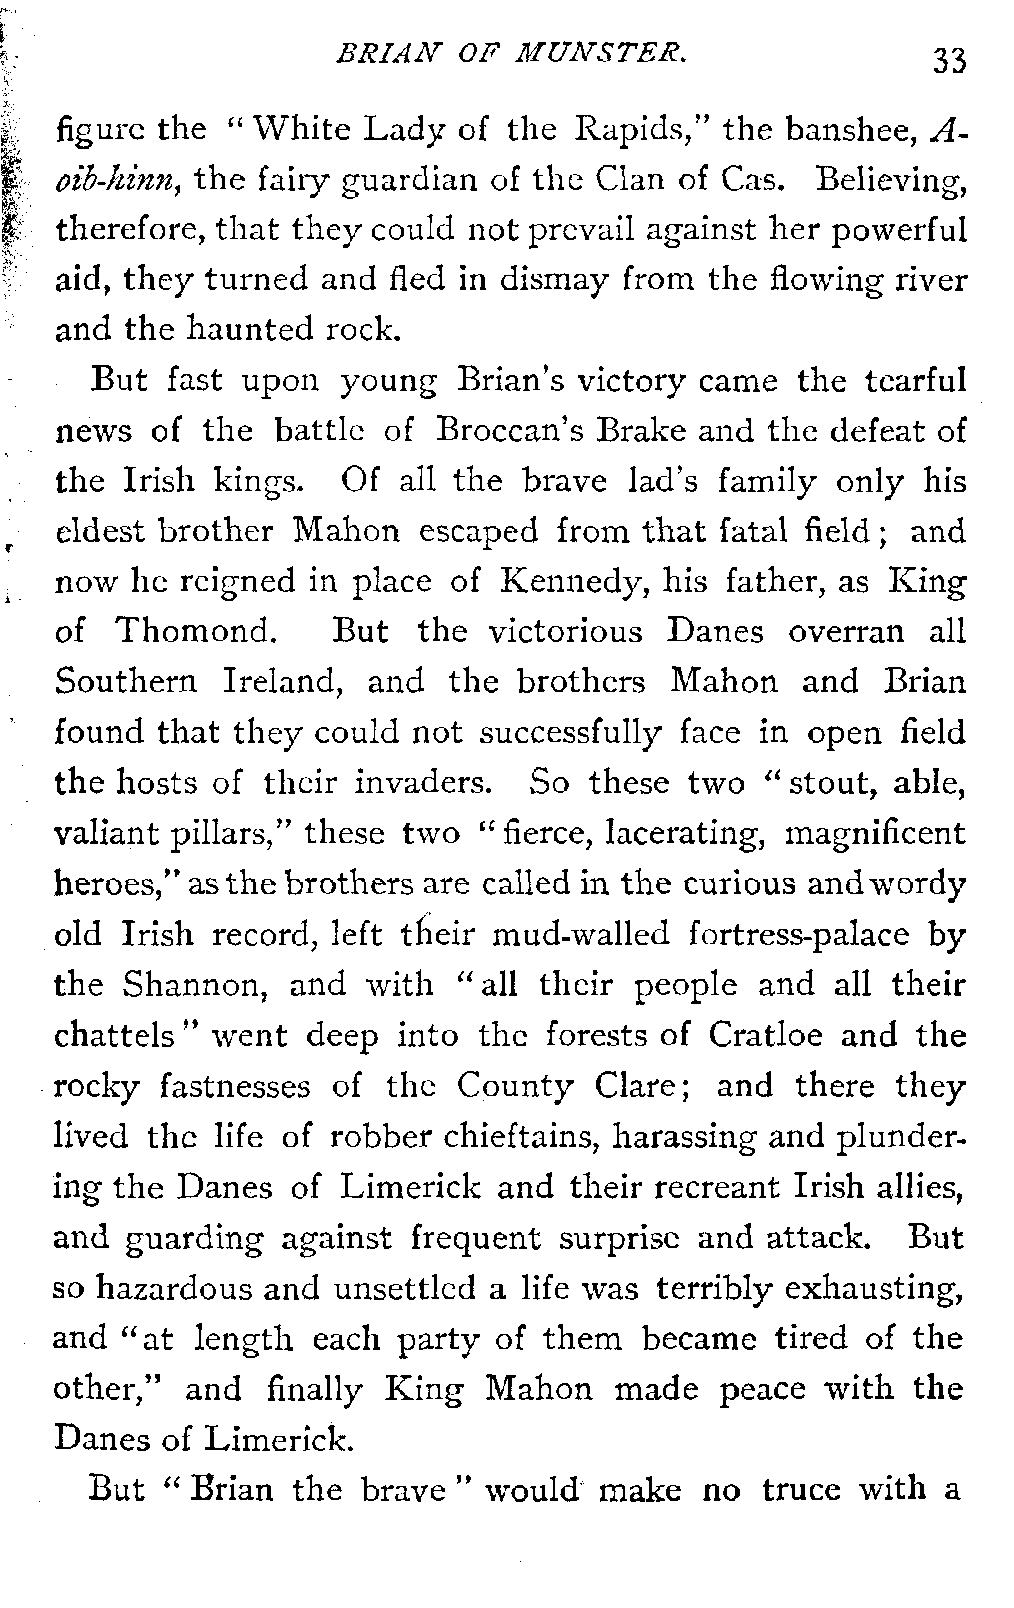 BRIAN OF MUNSTER. 33
figure the “ White Lady of the Rapids,” the banshee, A-
oib-hinn, the fairy guardian of the Clan of Cas. Believing,
therefore, that they could not prevail against her powerful
aid, they turned and fled in dismay from the flowing river
and the haunted rock.
But fast upon young Brian’s victory came the tearful
news of the battle of Broccan’s Brake and the defeat of
the Irish kings. Of all the brave lad’s family only his
eldest brother Mahon escaped from that fatal field ; and
now he reigned in place of Kennedy, his father, as King
of Thomond. But the victorious Danes overran all
Southern Ireland, and the brothers Mahon and Brian
found that they could not successfully face in open field
the hosts of their invaders. So these two “ stout, able,
valiant pillars,” these two “ fierce, lacerating, magnificent
heroes,” as the brothers are called in the curious and wordy
old Irish record, left their mud-walled fortress-palace by
the Shannon, and with “ all their people and all their
chattels ” went deep into the forests of Cratloe and the
rocky fastnesses of the County Clare; and there they
lived the life of robber chieftains, harassing and plunder-
ing the Danes of Limerick and their recreant Irish allies,
and guarding against frequent surprise and attack. But
so hazardous and unsettled a life was terribly exhausting,
and “at length each party of them became tired of the
other,” and finally King Mahon made peace with the
Danes of Limerick.
But “ Brian the brave ” would make no truce with a